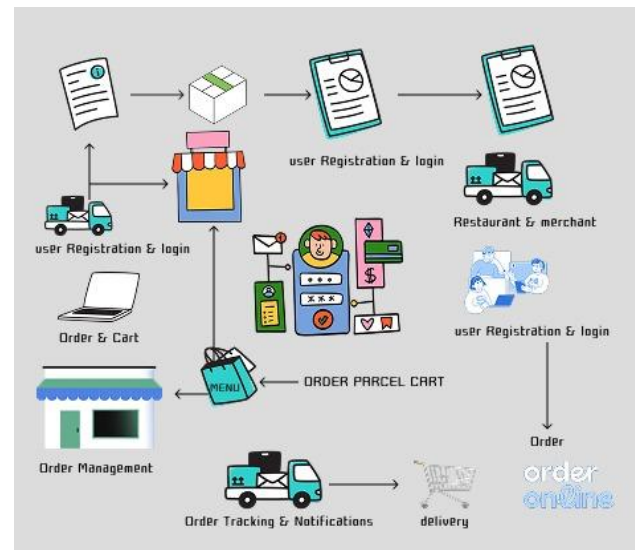 user Registration & login
Restaurant & merchant
user Registration & login
Order & Cart
user Registration & login
MENU
ORDER PARCEL CART
Order Management
Order
order
online
Order Tracking & Notifications
delivery